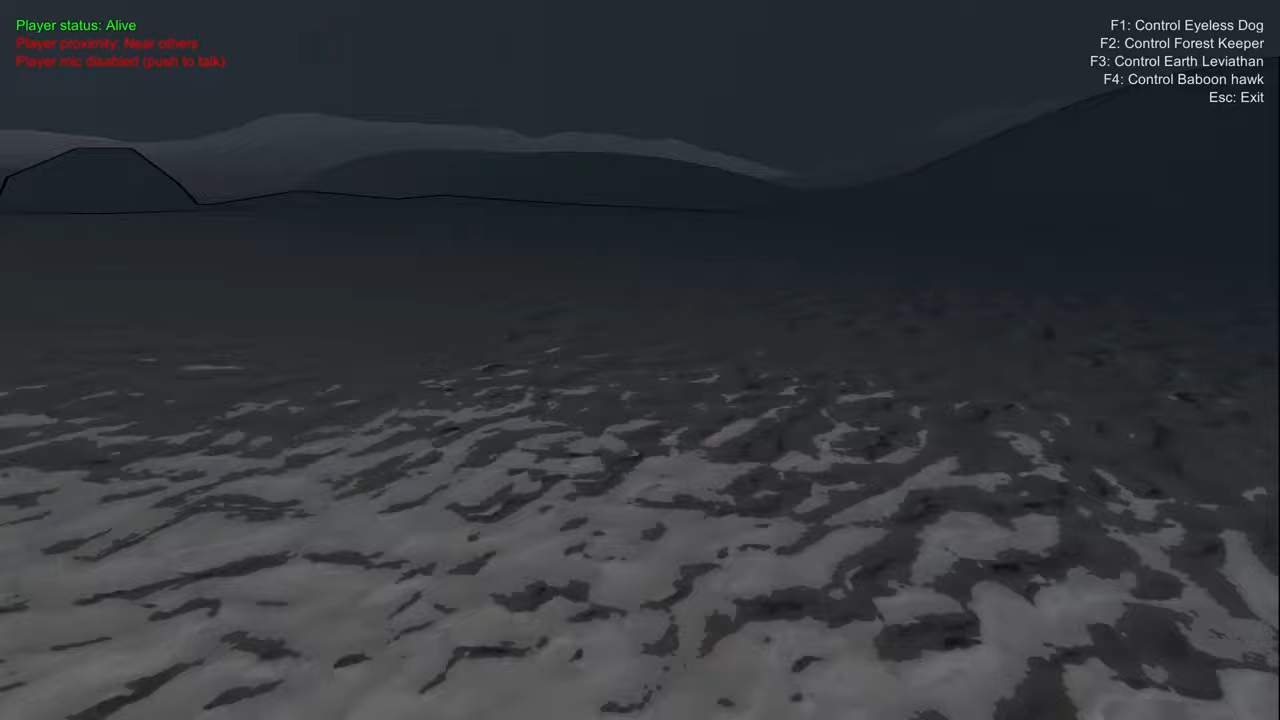 Player status: Alive
Player proximity: Near others
Player mic disabled (push to talk)
F1: Control Eyeless Dog
F2: Control Forest Keeper
F3: Control Earth Leviathan
F4: Control Baboon hawk
Esc: Exit